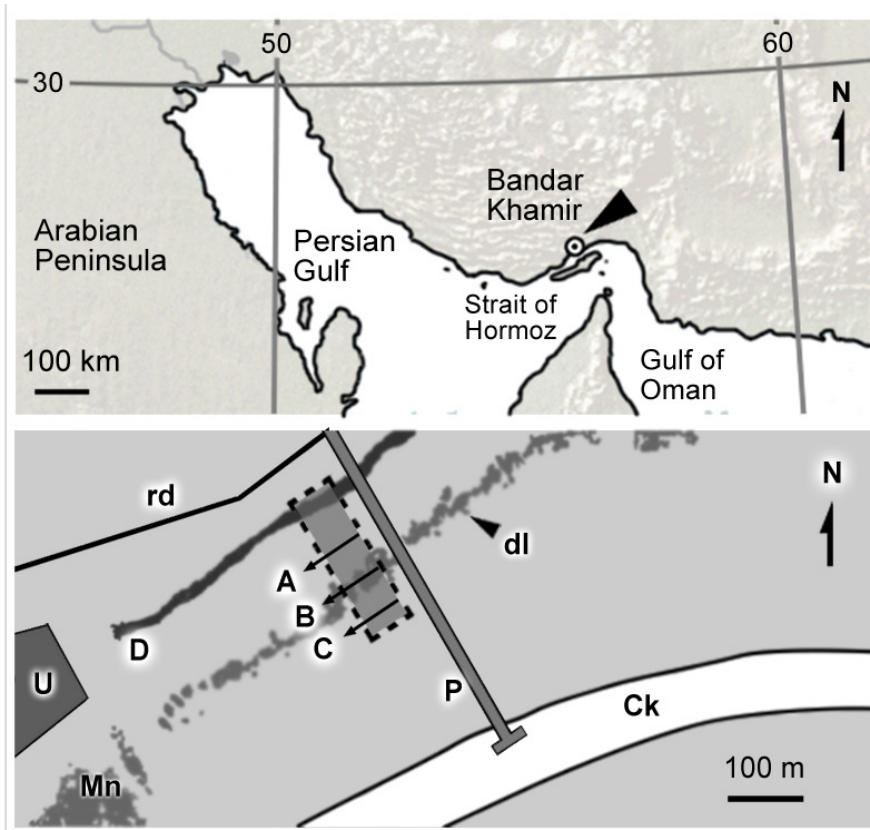 50
60
30
N
Bandar
Khamir
Arabian
Peninsula
Persian
Gulf
Strait of
Hormoz
Gulf of
Oman
100 km
rd
N
dl
A
B
C
D
U
P
Ck
Mn
100 m